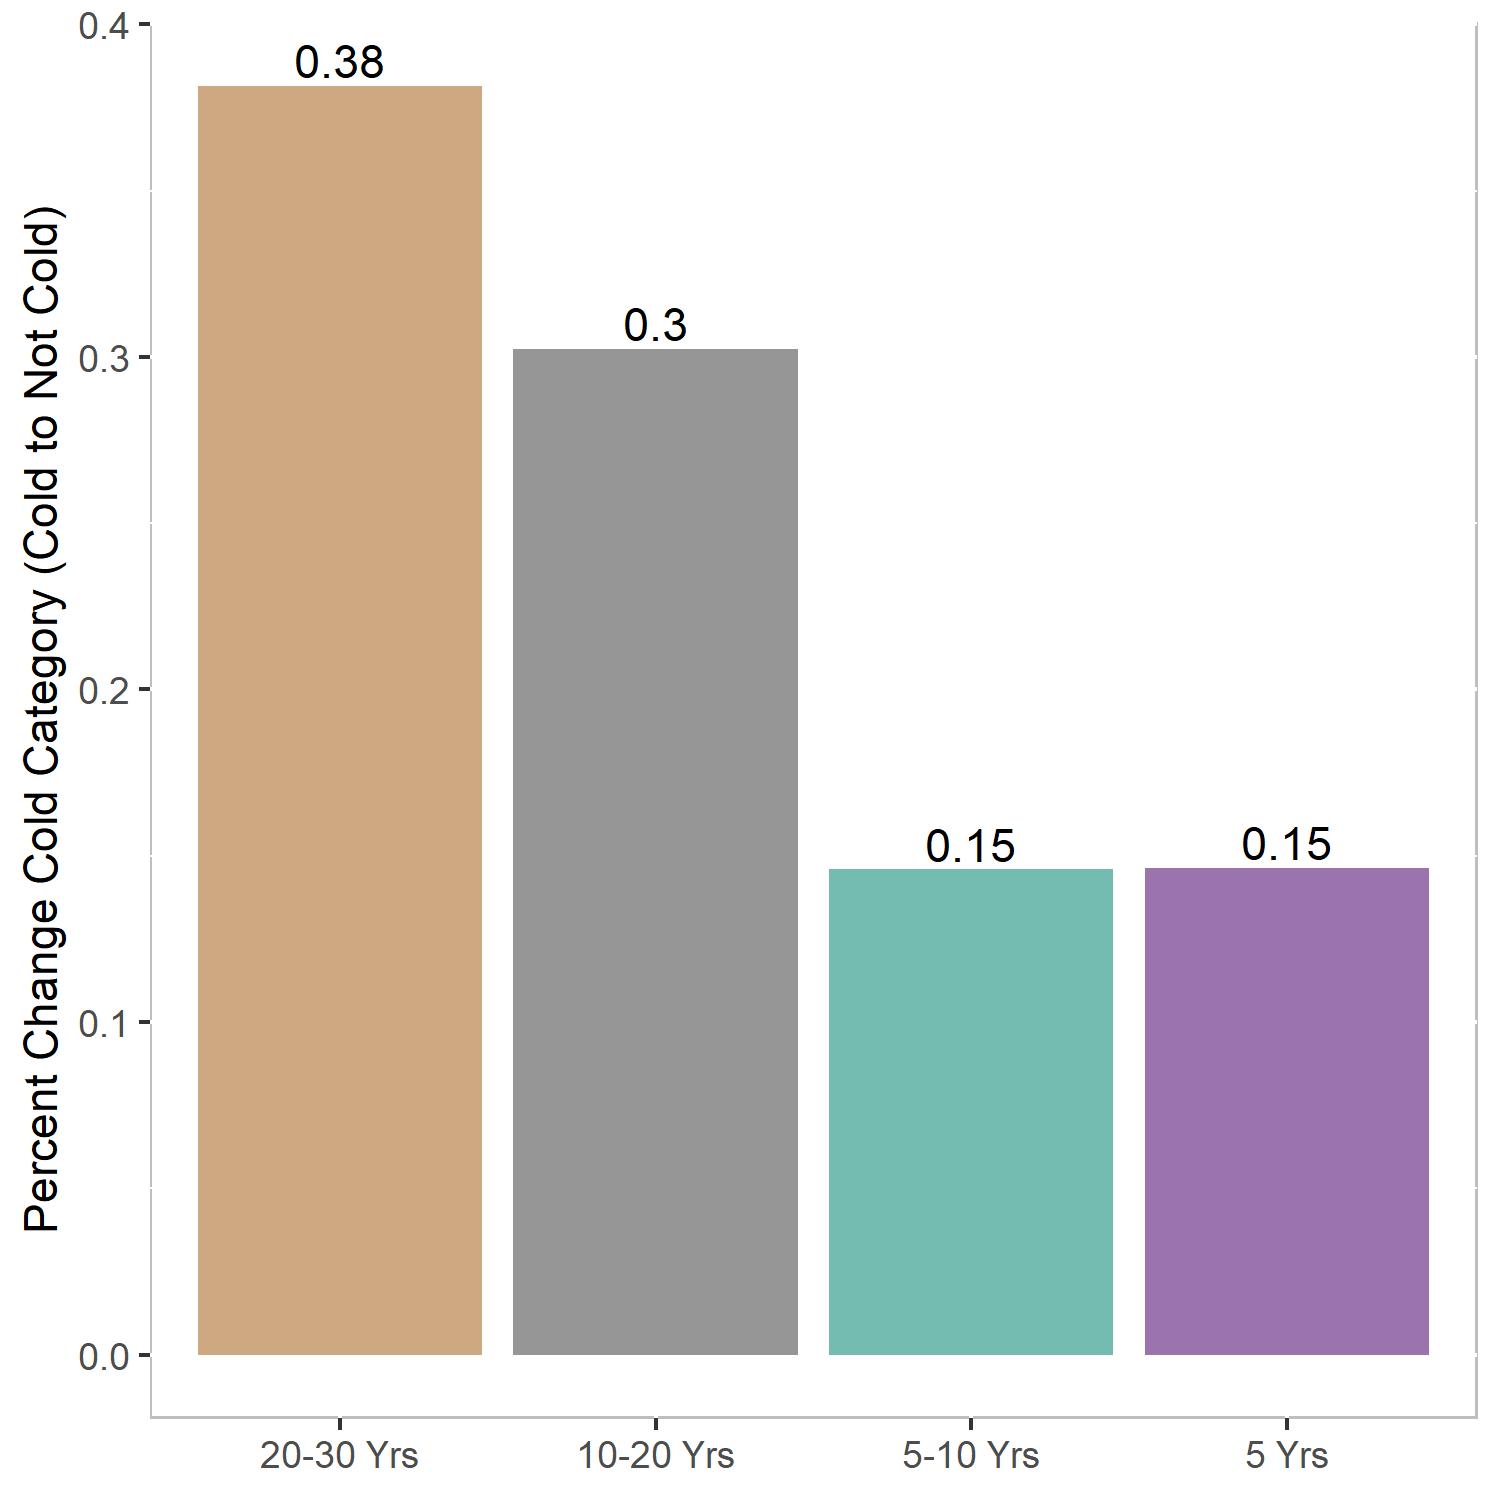 Percent Change Cold Category (Cold to Not Cold)
0.4
0.3
0.2
0.1
0.0
0.38
0.3
0.15
0.15
20-30 Yrs
10-20 Yrs
5-10 Yrs
5 Yrs